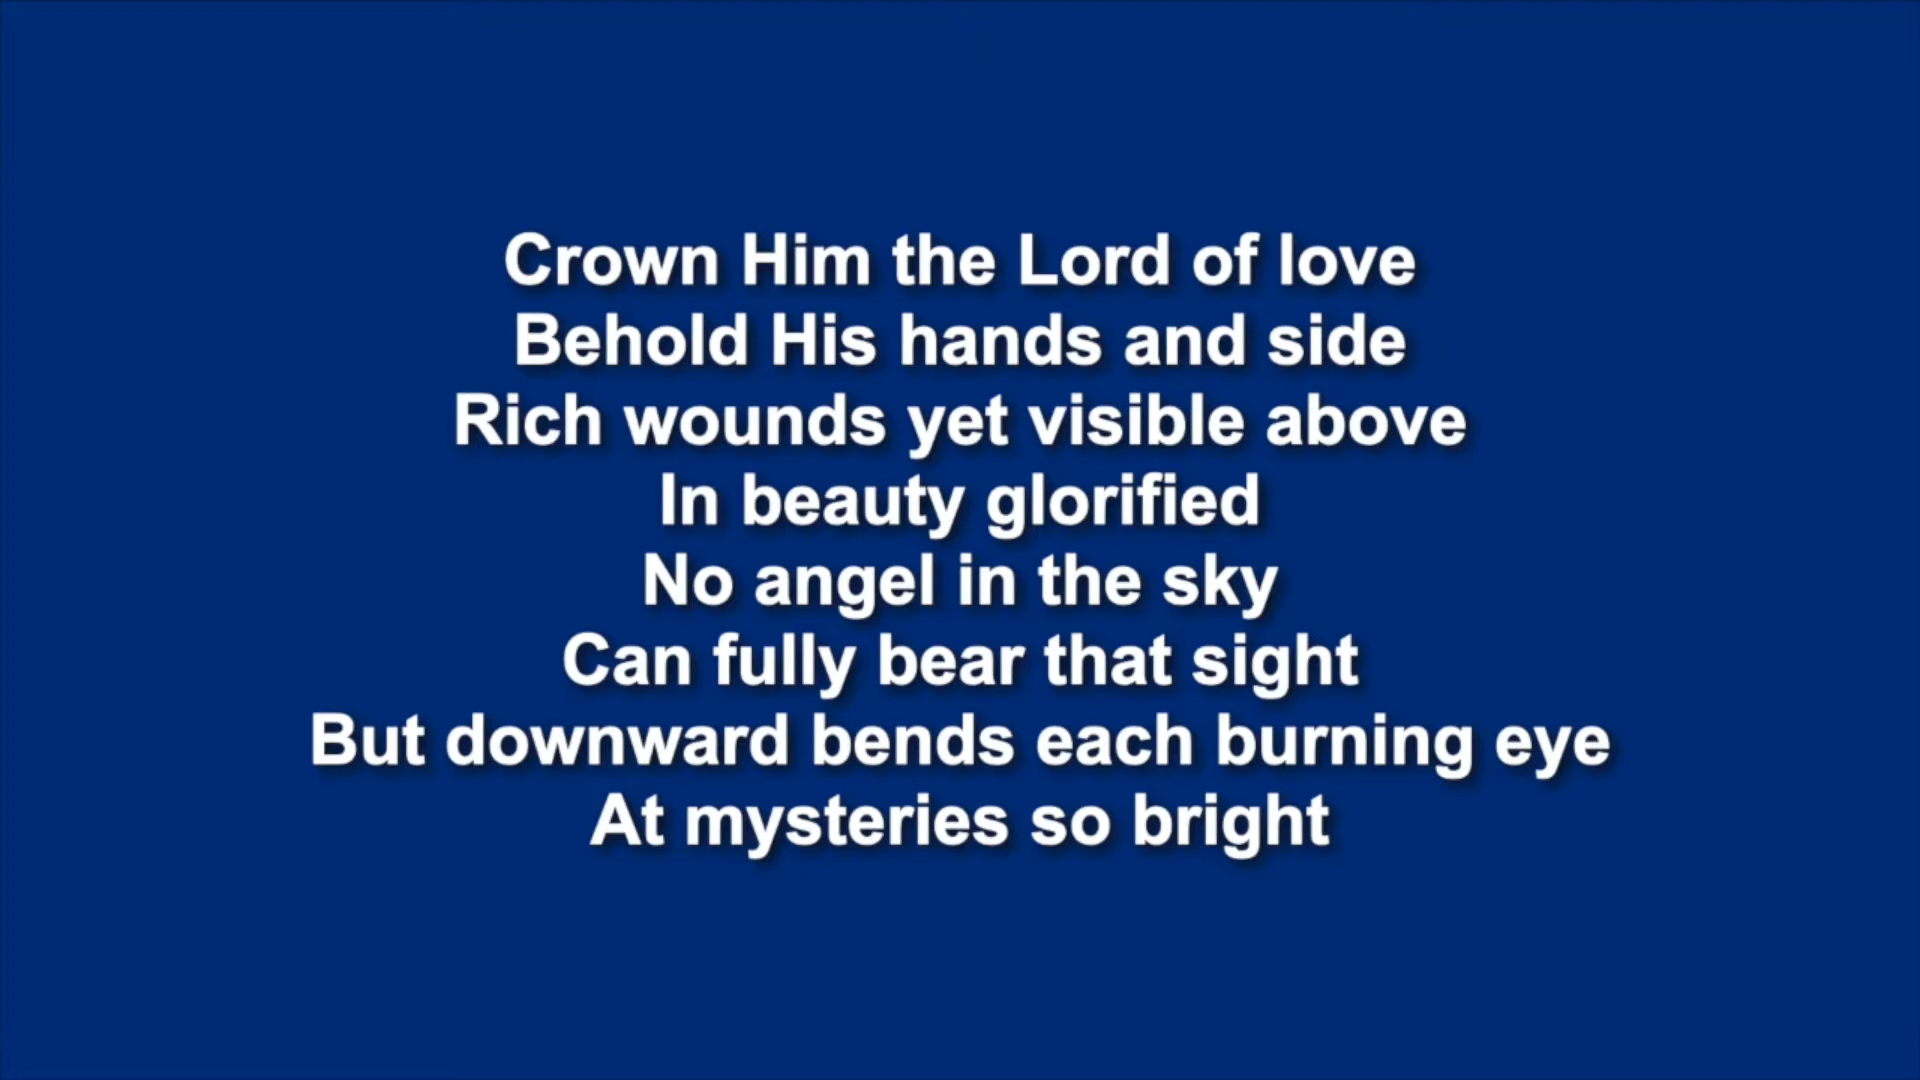 Crown Him the Lord of love
Behold His hands and side
Rich wounds yet visible above
In beauty glorified
No angel in the sky
Can fully bear that sight
But downward bends each burning eye
At mysteries so bright